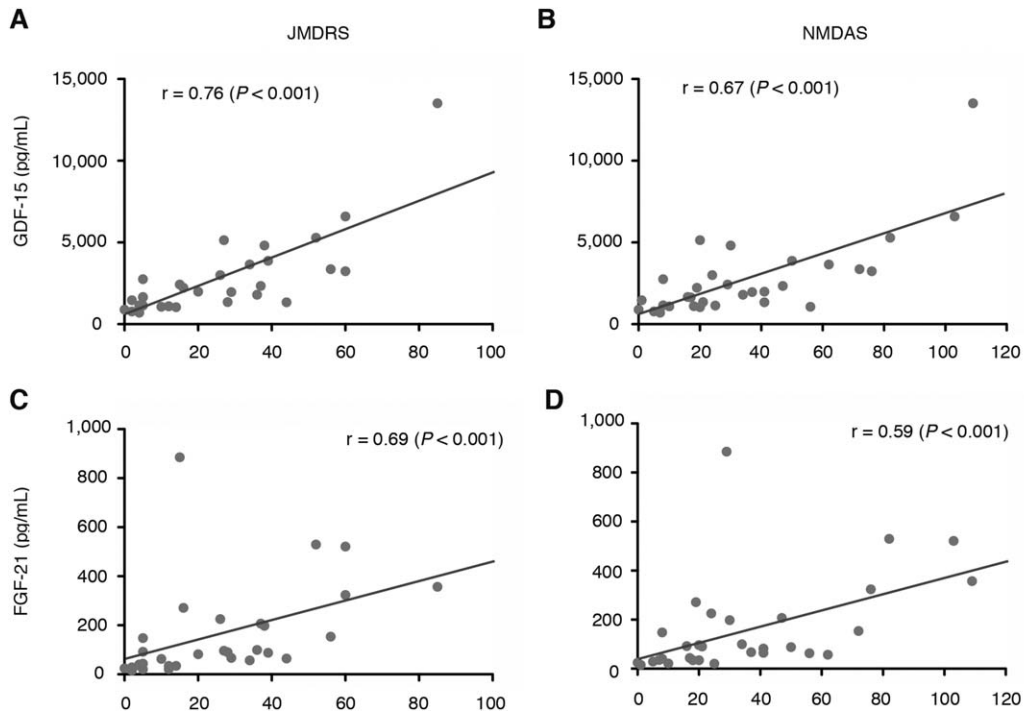 A
JMDRS
B
NMDAS
r = 0.76 (P < 0.001)
GDF-15 (pg/mL)
15,000
10,000
5,000
0
0 20 40 60 80 100
r = 0.67 (P < 0.001)
15,000
10,000
5,000
0
0 20 40 60 80 100 120
C
r = 0.69 (P < 0.001)
FGF-21 (pg/mL)
1,000
800
600
400
200
0
0 20 40 60 80 100
D
r = 0.59 (P < 0.001)
1,000
800
600
400
200
0
0 20 40 60 80 100 120